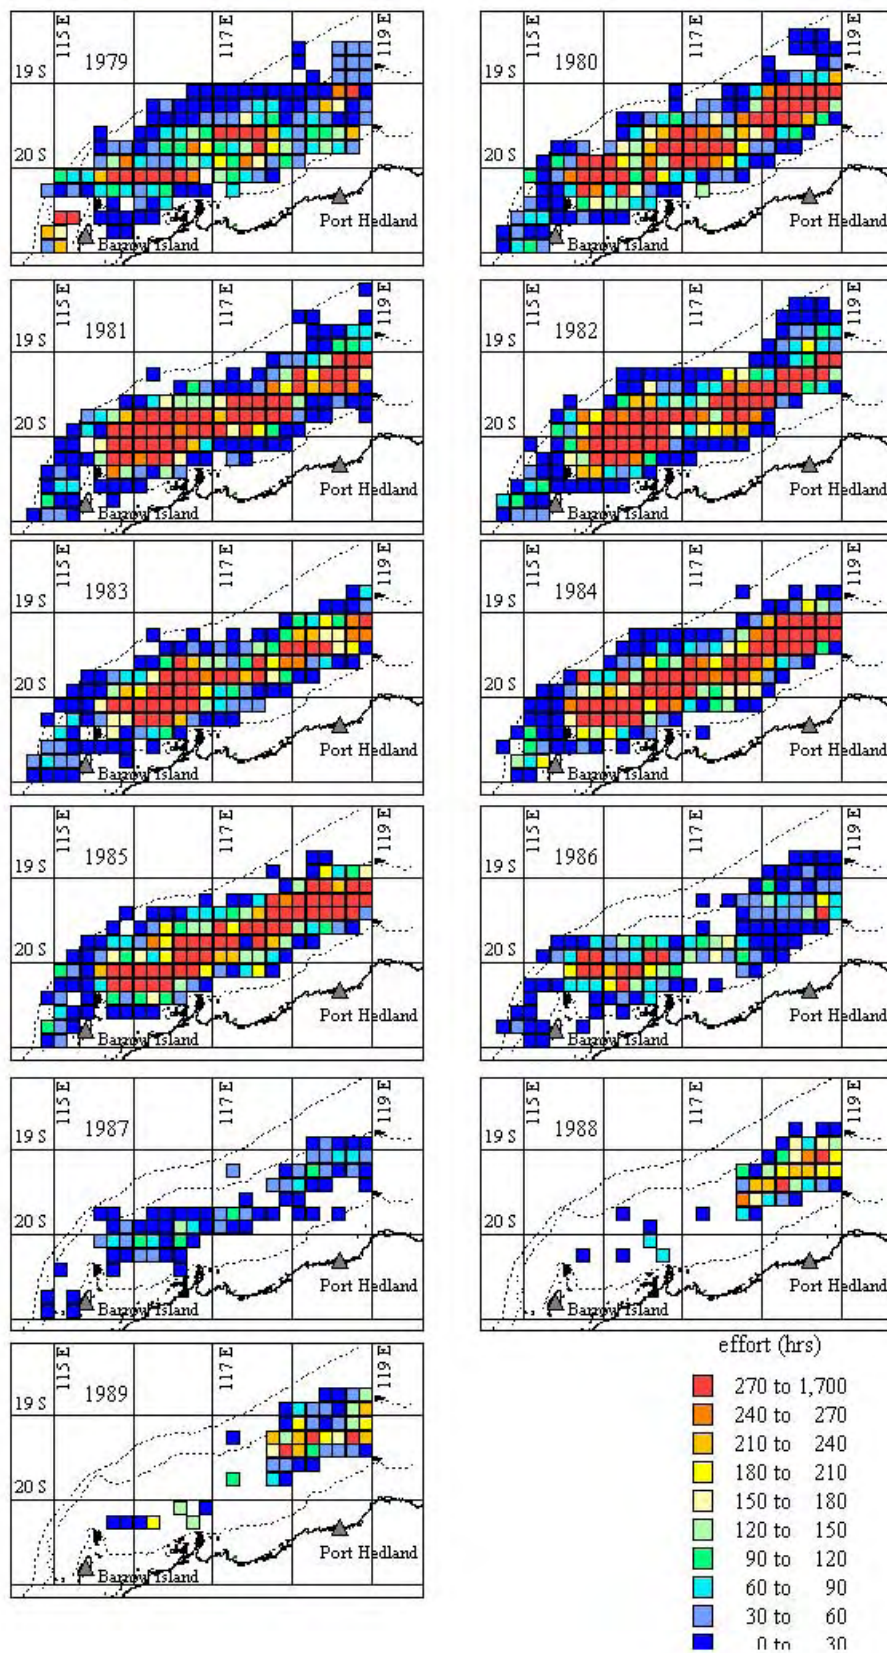 115 E
117 E
119 E
1979
19 S
20 S
Port Hedland
Barrow Island
115 E
117 E
119 E
1980
19 S
20 S
Port Hedland
Barrow Island
115 E
117 E
119 E
1981
19 S
20 S
Port Hedland
Barrow Island
115 E
117 E
119 E
1982
19 S
20 S
Port Hedland
Barrow Island
115 E
117 E
119 E
1983
19 S
20 S
Port Hedland
Barrow Island
115 E
117 E
119 E
1984
19 S
20 S
Port Hedland
Barrow Island
115 E
117 E
119 E
1985
19 S
20 S
Port Hedland
Barrow Island
115 E
117 E
119 E
1986
19 S
20 S
Port Hedland
Barrow Island
115 E
117 E
119 E
1987
19 S
20 S
Port Hedland
Barrow Island
115 E
117 E
119 E
1988
19 S
20 S
Port Hedland
Barrow Island
115 E
117 E
119 E
1989
19 S
20 S
Port Hedland
Barrow Island
effort (hrs)
270 to 1,700
240 to 270
210 to 240
180 to 210
150 to 180
120 to 150
90 to 120
60 to 90
30 to 60
0 to 30